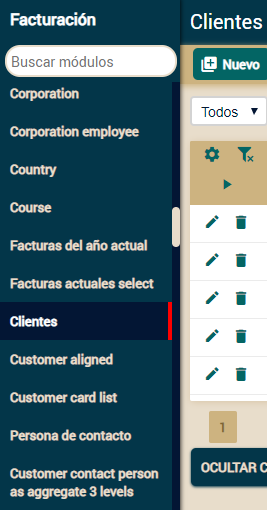 Facturación
Buscar módulos
Corporation
Corporation employee
Country
Course
Facturas del año actual
Facturas actuales select
Clientes
Customer aligned
Customer card list
Persona de contacto
Customer contact person
as aggregate 3 levels
Clientes
Nuevo
Todos
1
OCULTAR C